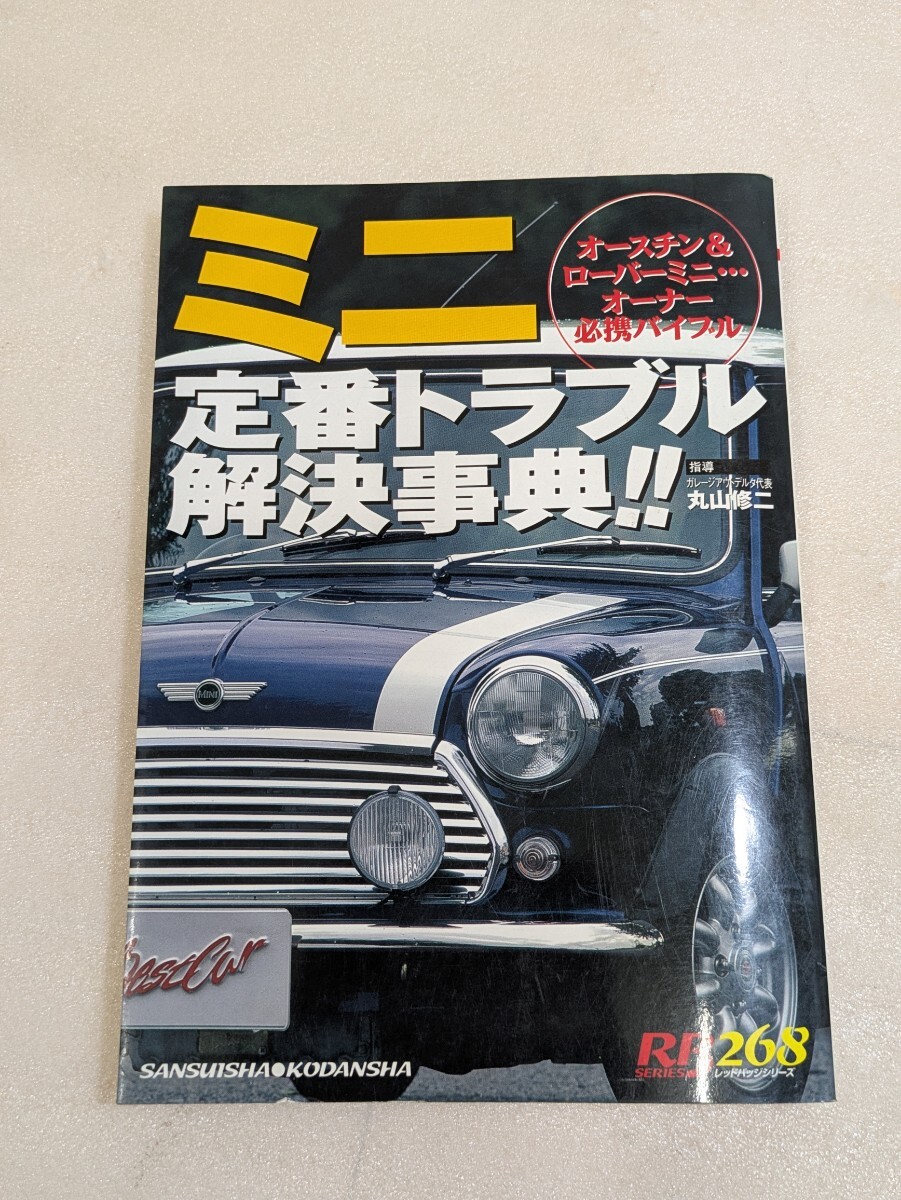 ミニ
オースチン&
ローバーミニ…
オーナー
必携バイブル
定番トラブル
解決事典!!
指導
ガレージアウトデルタ代表
丸山修二
MINI
BestCar
SANSUISHA●KODANSHA
268
SERIES
レッドバッジシリーズ